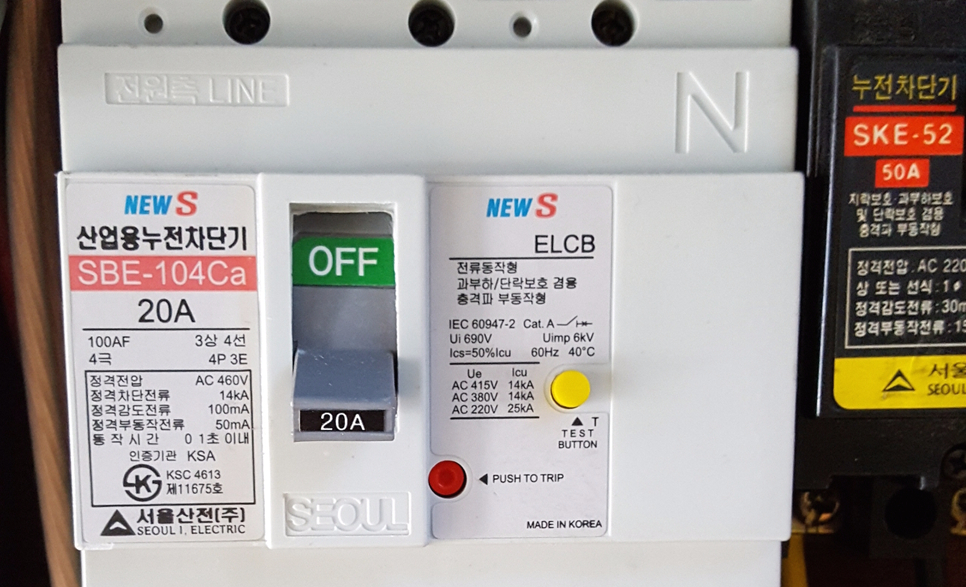 전원측 LINE
N
NEW S
산업용누전차단기
SBE-104Ca
20A
100AF 3상 4선
4극 4P 3E
정격전압 AC 460V
정격차단전류 14kA
정격감도전류 100mA
정격부동작전류 50mA
동작시간 0 1초 이내
인증기관 KSA
KSC 4613
제11675호
서울산전(주)
SEOUL I, ELECTRIC
OFF
20A
SEOUL
NEW S
ELCB
전류동작형
과부하/단락보호 겸용
충격파 부동작형
IEC 60947-2 Cat. A
Ui 690V Uimp 6kV
Ics=50%Icu 60Hz 40°C
Ue Icu
AC 415V 14kA
AC 380V 14kA
AC 220V 25kA
▲ T
TEST
BUTTON
◀ PUSH TO TRIP
MADE IN KOREA
누전차단기
SKE-52
50A
지락보호·과부하보호
및 단락보호 겸용
충격파 부동작형
정격전압 : AC 220
상 또는 선식 : 1ø
정격감도전류 : 30m
정격부동작전류 : 15
서울
SEOUL